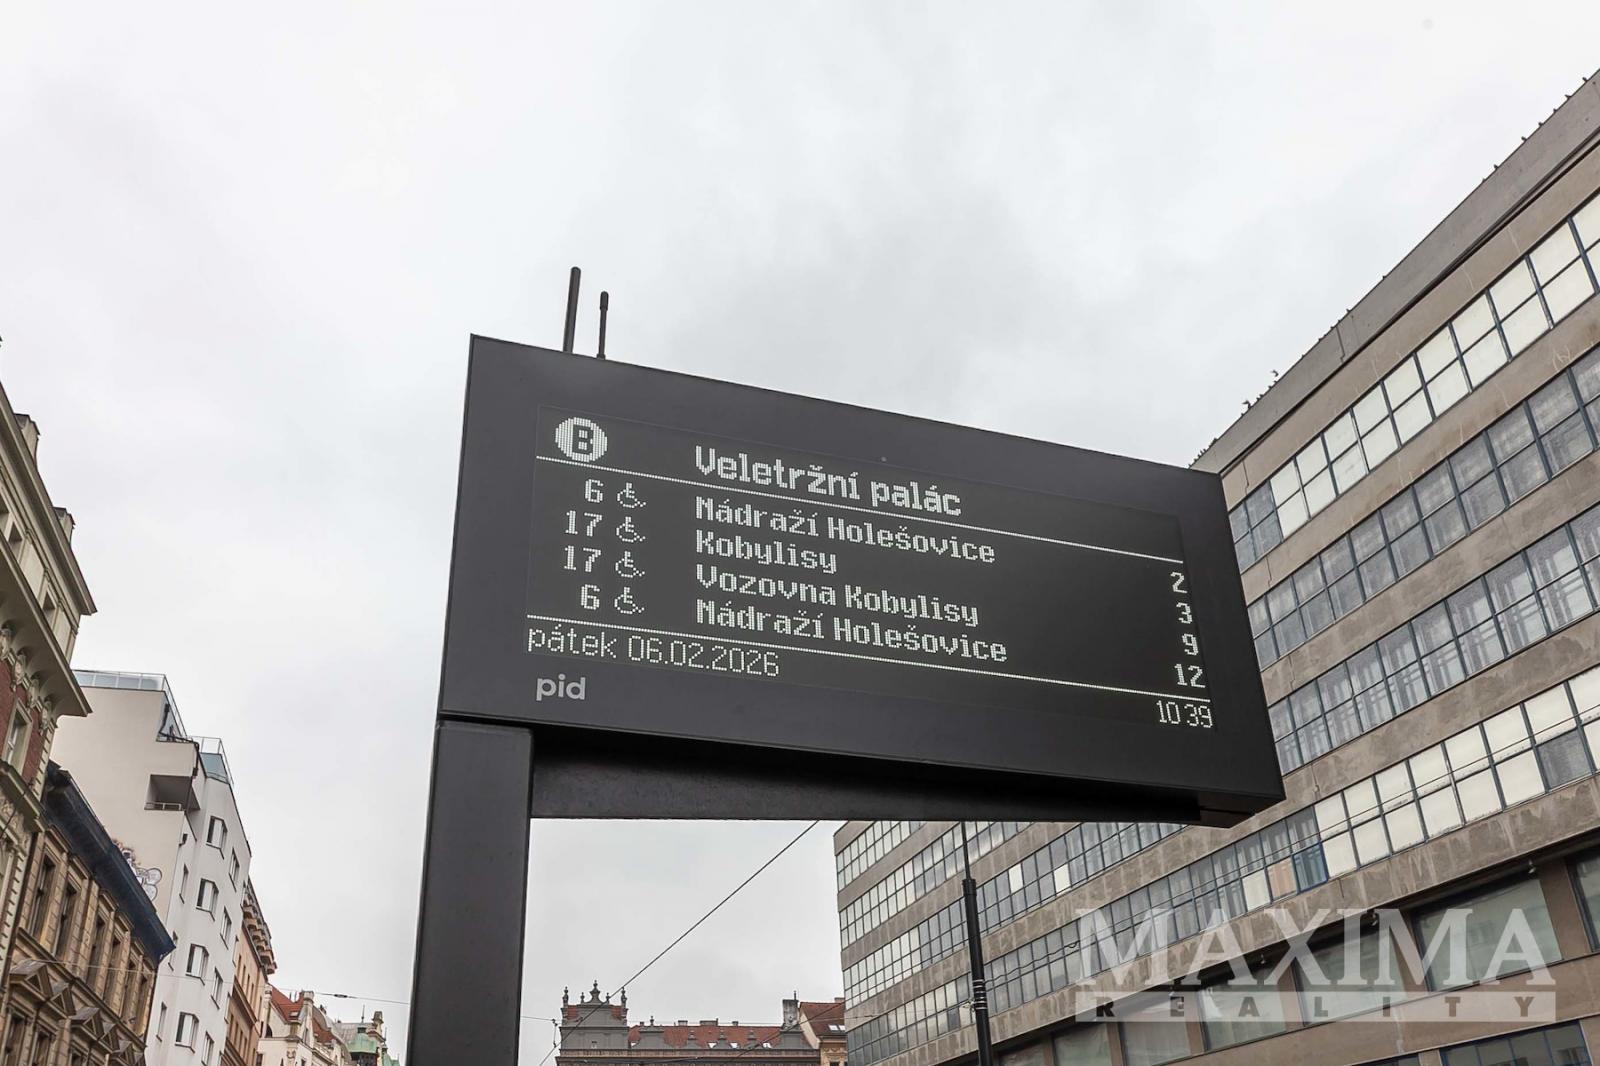 B Veletržní palác
6 Nádraží Holešovice 2
17 Kobylisy 3
17 Vozovna Kobylisy 9
6 Nádraží Holešovice 12
pátek 06.02.2026 10 39
pid
MAXIMA
REALITY